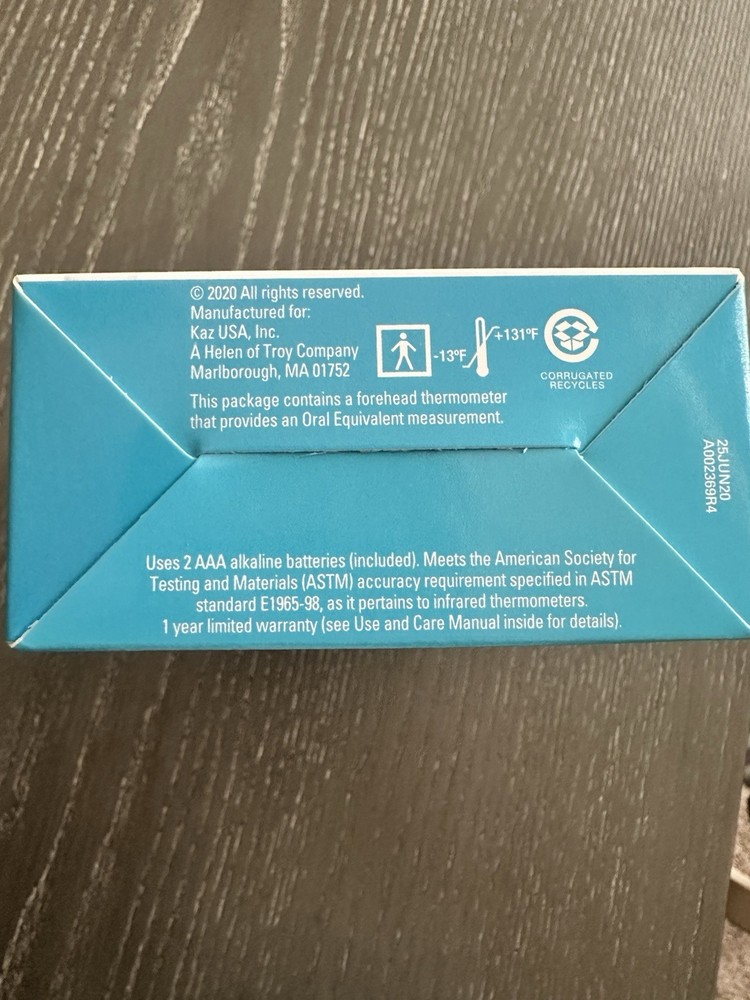 © 2020 All rights reserved.
Manufactured for:
Kaz USA, Inc.
A Helen of Troy Company
Marlborough, MA 01752
-13°F
+131°F
CORRUGATED
RECYCLES
This package contains a forehead thermometer
that provides an Oral Equivalent measurement.
25JUN20
A002369R4
Uses 2 AAA alkaline batteries (included). Meets the American Society for
Testing and Materials (ASTM) accuracy requirement specified in ASTM
standard E1965-98, as it pertains to infrared thermometers.
1 year limited warranty (see Use and Care Manual inside for details).